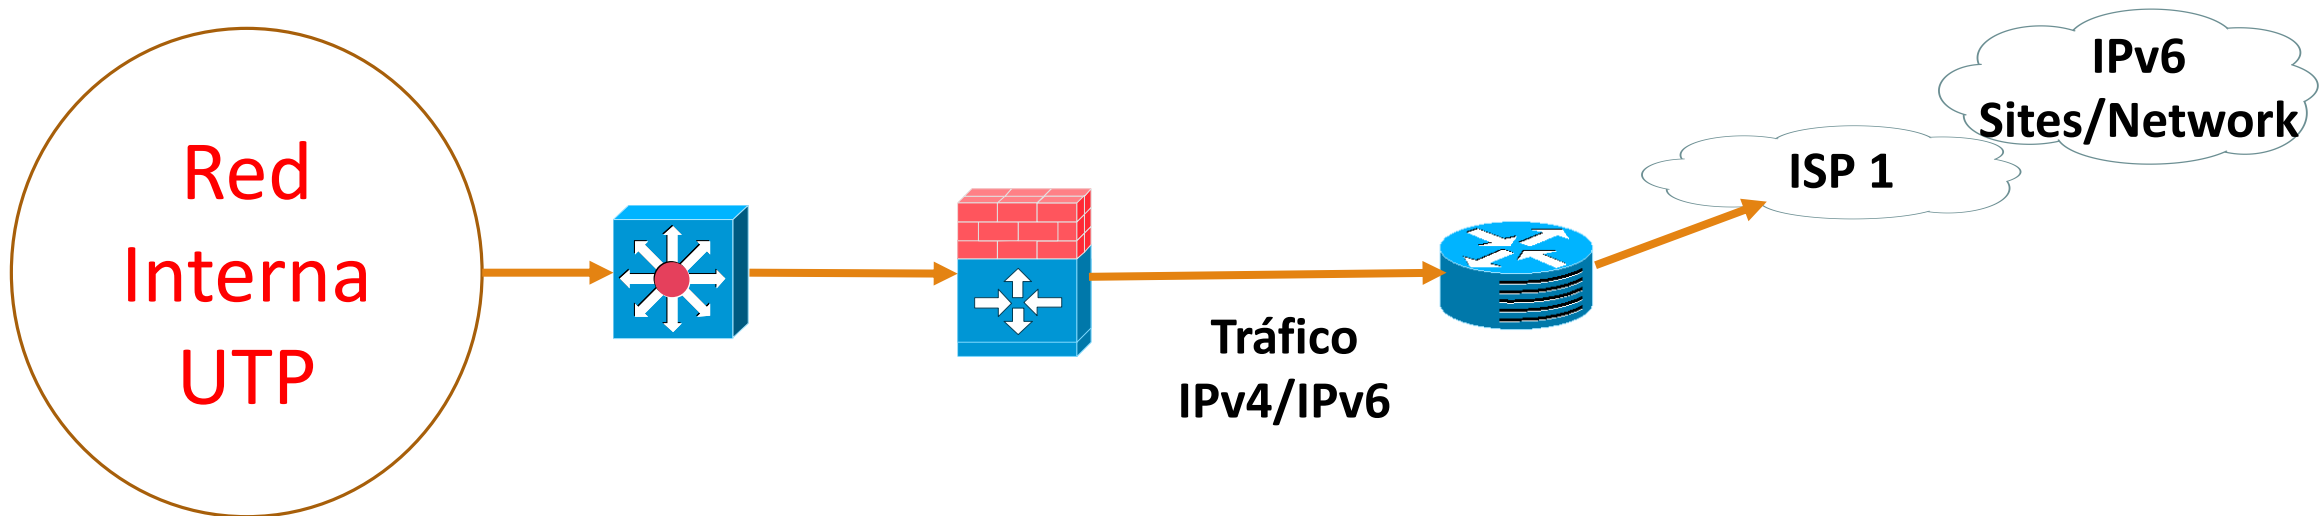 Red
Interna
UTP
Tráfico
IPv4/IPv6
ISP 1
IPv6
Sites/Network